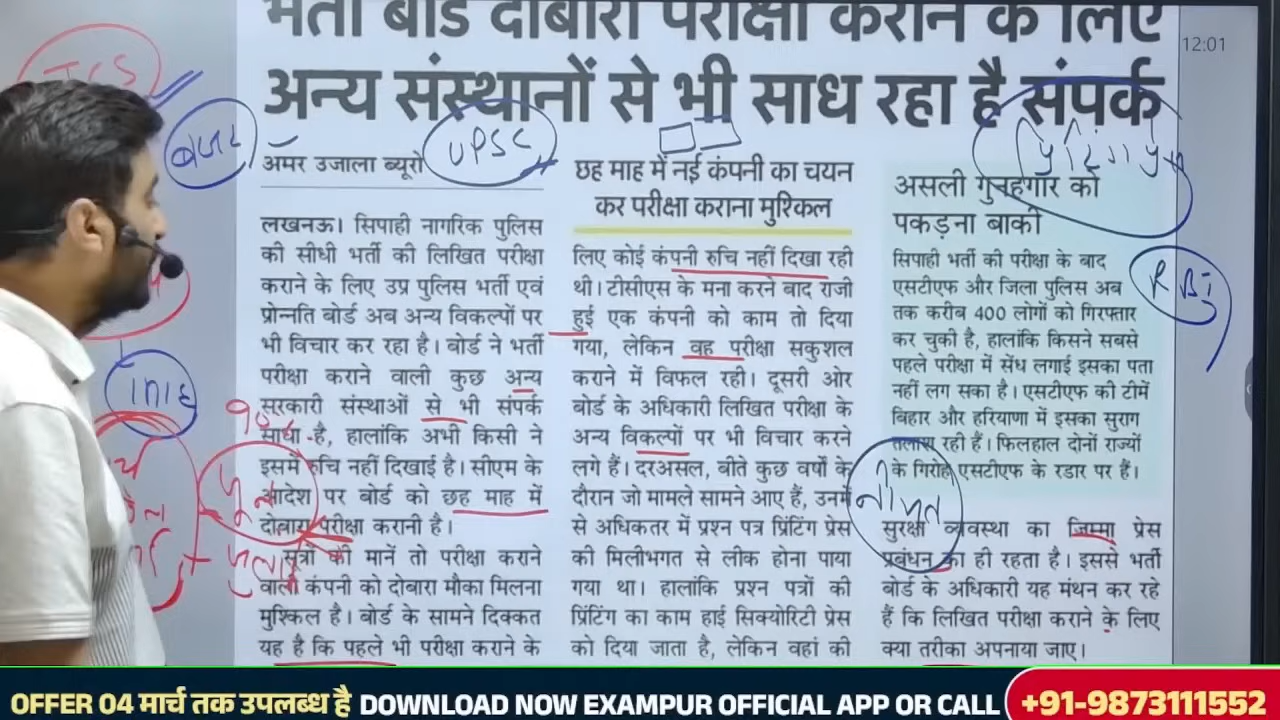 भर्ती बोर्ड दोबारा परीक्षा कराने के लिए
अन्य संस्थानों से भी साध रहा है संपर्क
12:01
TCS
बजट
UPSC
RBI
अमर उजाला ब्यूरो
लखनऊ। सिपाही नागरिक पुलिस
की सीधी भर्ती की लिखित परीक्षा
कराने के लिए उप्र पुलिस भर्ती एवं
प्रोन्नति बोर्ड अब अन्य विकल्पों पर
भी विचार कर रहा है। बोर्ड ने भर्ती
परीक्षा कराने वाली कुछ अन्य
सरकारी संस्थाओं से भी संपर्क
साधा है, हालांकि अभी किसी ने
इसमें रुचि नहीं दिखाई है। सीएम के
आदेश पर बोर्ड को छह माह में
दोबारा परीक्षा करानी है।
सूत्रों की मानें तो परीक्षा कराने
वाली कंपनी को दोबारा मौका मिलना
मुश्किल है। बोर्ड के सामने दिक्कत
यह है कि पहले भी परीक्षा कराने के
जून
जुलाई
छह माह में नई कंपनी का चयन
कर परीक्षा कराना मुश्किल
लिए कोई कंपनी रुचि नहीं दिखा रही
थी। टीसीएस के मना करने बाद राजी
हुई एक कंपनी को काम तो दिया
गया, लेकिन वह परीक्षा सकुशल
कराने में विफल रही। दूसरी ओर
बोर्ड के अधिकारी लिखित परीक्षा के
अन्य विकल्पों पर भी विचार करने
लगे हैं। दरअसल, बीते कुछ वर्षों के
दौरान जो मामले सामने आए हैं, उनमें
से अधिकतर में प्रश्न पत्र प्रिंटिंग प्रेस
की मिलीभगत से लीक होना पाया
गया था। हालांकि प्रश्न पत्रों की
प्रिंटिंग का काम हाई सिक्योरिटी प्रेस
को दिया जाता है, लेकिन वहां की
असली गुनहगार को
पकड़ना बाकी
सिपाही भर्ती की परीक्षा के बाद
एसटीएफ और जिला पुलिस अब
तक करीब 400 लोगों को गिरफ्तार
कर चुकी है, हालांकि किसने सबसे
पहले परीक्षा में सेंध लगाई इसका पता
नहीं लग सका है। एसटीएफ की टीमें
बिहार और हरियाणा में इसका सुराग
तलाश रही हैं। फिलहाल दोनों राज्यों
के गिरोह एसटीएफ के रडार पर हैं।
नीयत
सुरक्षा व्यवस्था का जिम्मा प्रेस
प्रबंधन का ही रहता है। इससे भर्ती
बोर्ड के अधिकारी यह मंथन कर रहे
हैं कि लिखित परीक्षा कराने के लिए
क्या तरीका अपनाया जाए।
OFFER 04 मार्च तक उपलब्ध है DOWNLOAD NOW EXAMPUR OFFICIAL APP OR CALL +91-9873111552